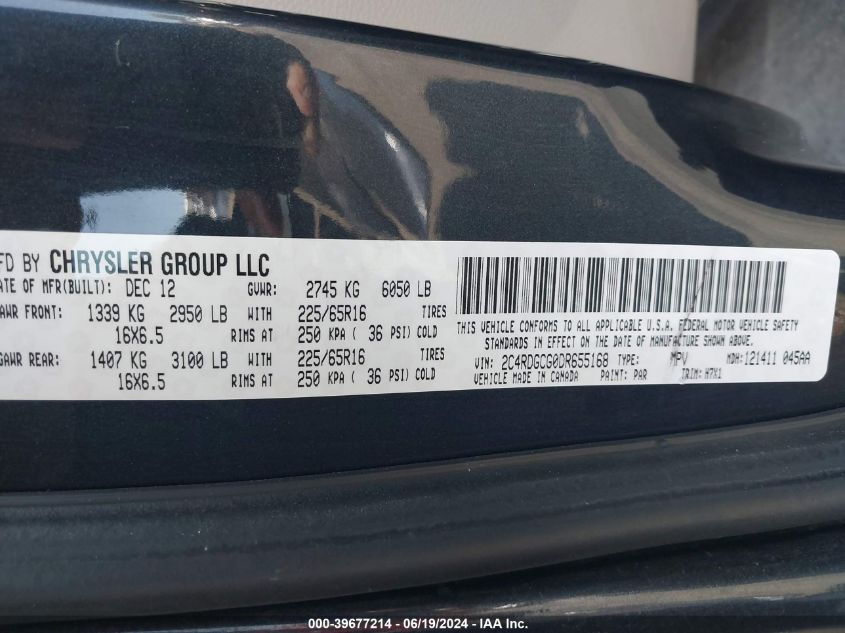 MFD BY CHRYSLER GROUP LLC
DATE OF MFR(BUILT): DEC 12 GVWR: 2745 KG 6050 LB
GAWR FRONT: 1339 KG 2950 LB WITH 225/65R16 TIRES
16X6.5 RIMS AT 250 KPA ( 36 PSI) COLD
GAWR REAR: 1407 KG 3100 LB WITH 225/65R16 TIRES
16X6.5 RIMS AT 250 KPA ( 36 PSI) COLD
THIS VEHICLE CONFORMS TO ALL APPLICABLE U.S.A. FEDERAL MOTOR VEHICLE SAFETY
STANDARDS IN EFFECT ON THE DATE OF MANUFACTURE SHOWN ABOVE.
VIN: 2C4RDGCG0DR655168 TYPE: MPV MDH: 121411 045AA
VEHICLE MADE IN CANADA PAINT: PAR TRIM: H7X1
000-39677214 - 06/19/2024 - IAA Inc.